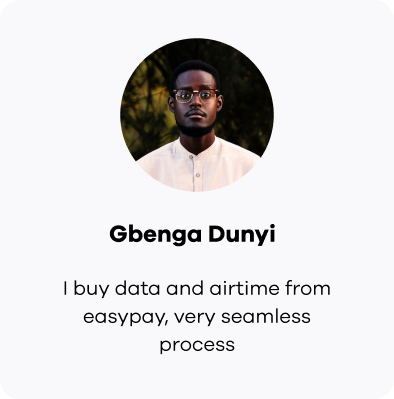 Gbenga Dunyi
I buy data and airtime from
easypay, very seamless
process